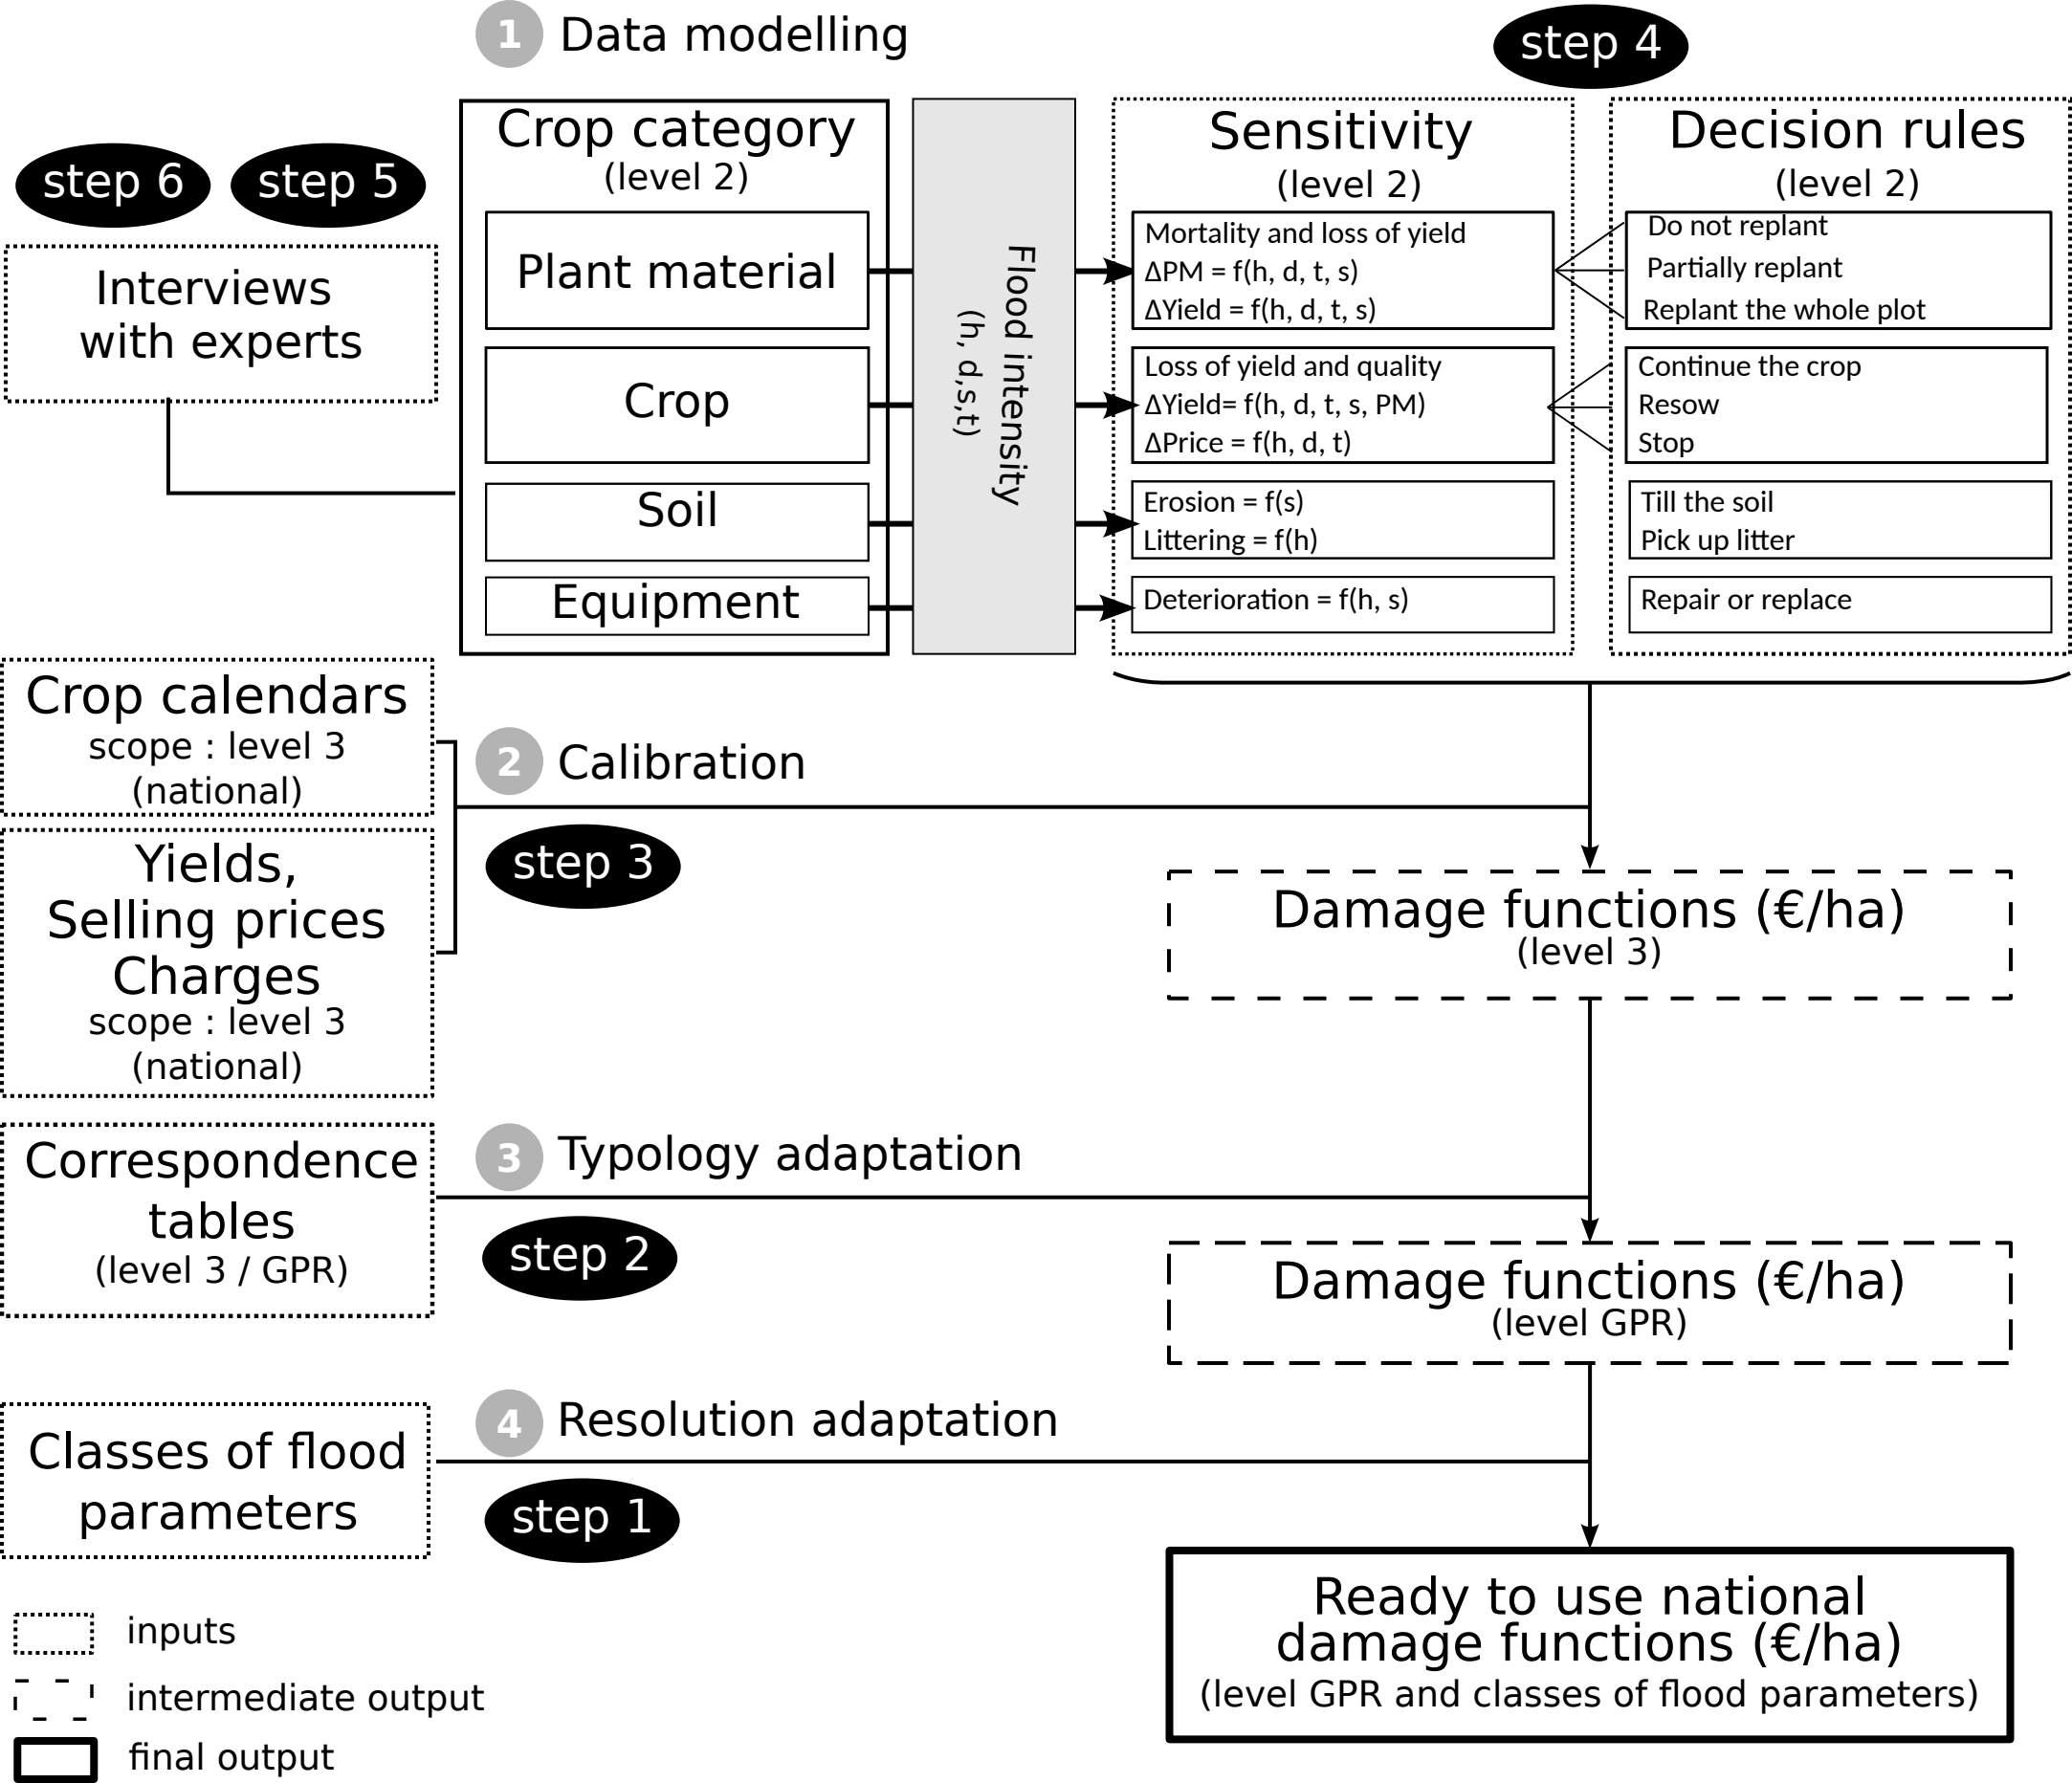 1 Data modelling
step 4
step 6
step 5
Interviews
with experts
Crop category
(level 2)
Plant material
Crop
Soil
Equipment
Flood intensity
(h, d,s,t)
Sensitivity
(level 2)
Mortality and loss of yield
ΔPM = f(h, d, t, s)
ΔYield = f(h, d, t, s)
Loss of yield and quality
ΔYield= f(h, d, t, s, PM)
ΔPrice = f(h, d, t)
Erosion = f(s)
Littering = f(h)
Deterioration = f(h, s)
Decision rules
(level 2)
Do not replant
Partially replant
Replant the whole plot
Continue the crop
Resow
Stop
Till the soil
Pick up litter
Repair or replace
Crop calendars
scope : level 3
(national)
2 Calibration
step 3
Yields,
Selling prices
Charges
scope : level 3
(national)
Damage functions (€/ha)
(level 3)
Correspondence
tables
(level 3 / GPR)
3 Typology adaptation
step 2
Damage functions (€/ha)
(level GPR)
Classes of flood
parameters
4 Resolution adaptation
step 1
Ready to use national
damage functions (€/ha)
(level GPR and classes of flood parameters)
inputs
intermediate output
final output